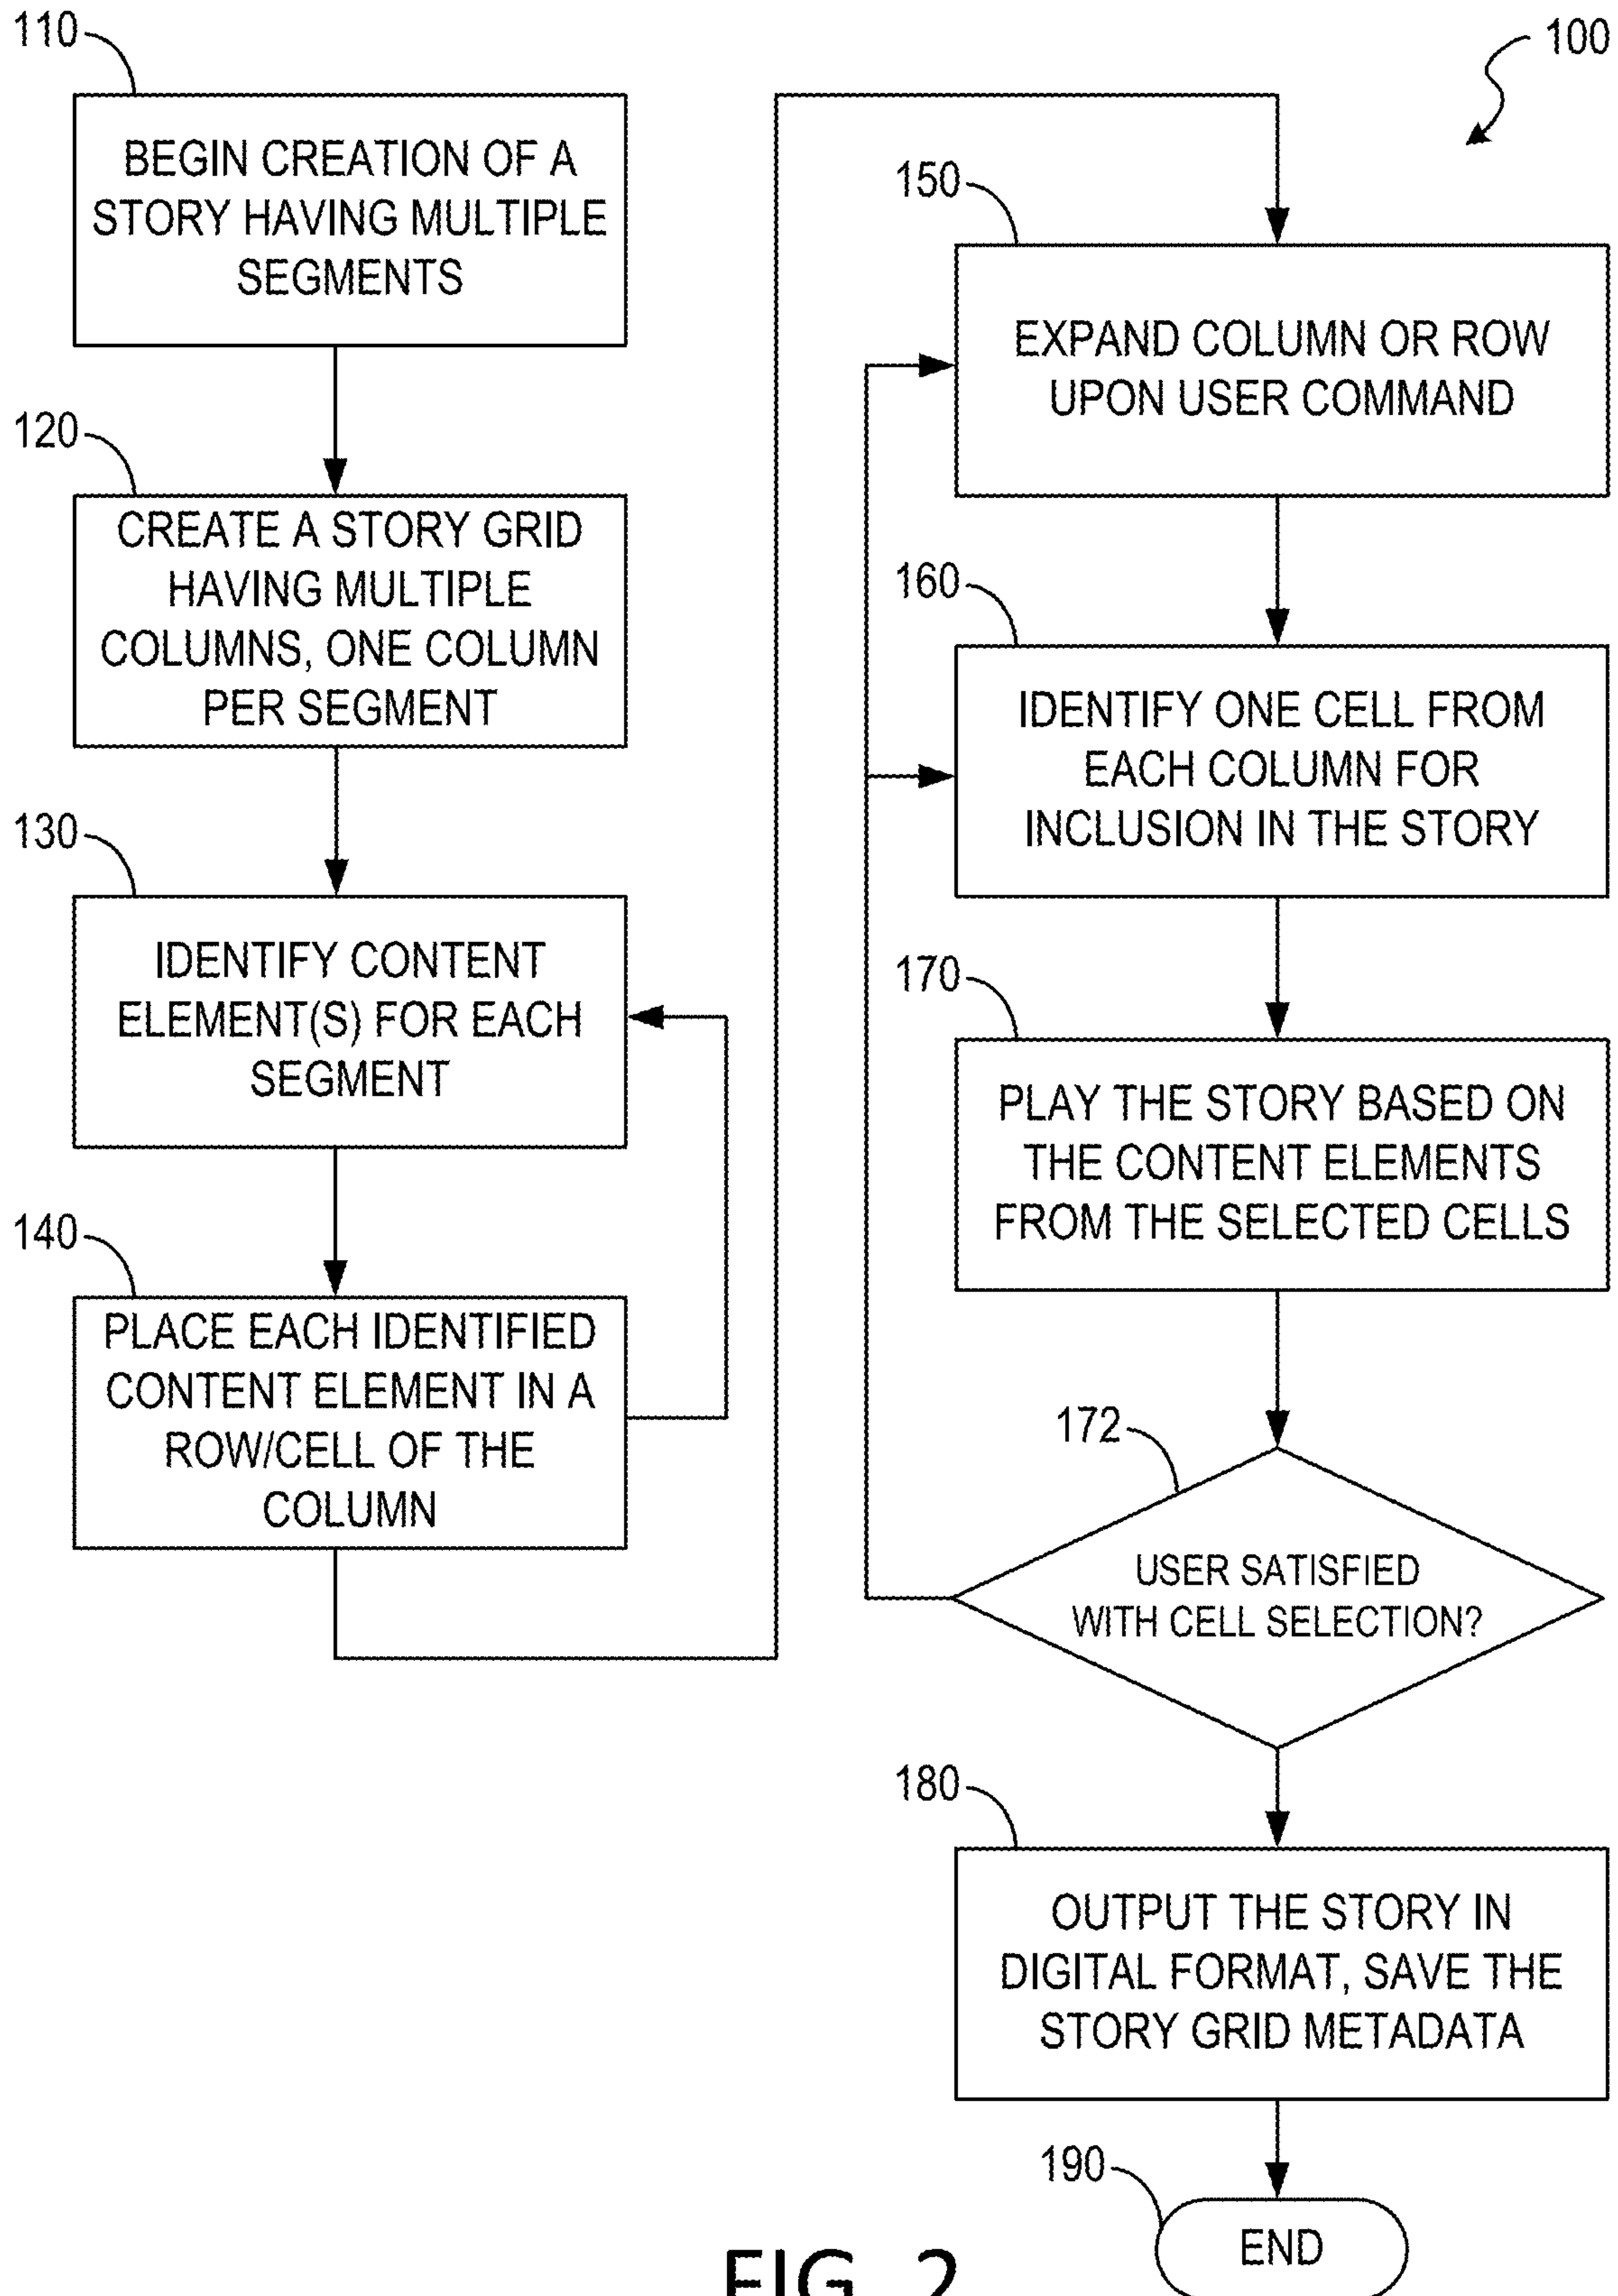 110
BEGIN CREATION OF A
STORY HAVING MULTIPLE
SEGMENTS
120
CREATE A STORY GRID
HAVING MULTIPLE
COLUMNS, ONE COLUMN
PER SEGMENT
130
IDENTIFY CONTENT
ELEMENT(S) FOR EACH
SEGMENT
140
PLACE EACH IDENTIFIED
CONTENT ELEMENT IN A
ROW/CELL OF THE
COLUMN
100
150
EXPAND COLUMN OR ROW
UPON USER COMMAND
160
IDENTIFY ONE CELL FROM
EACH COLUMN FOR
INCLUSION IN THE STORY
170
PLAY THE STORY BASED ON
THE CONTENT ELEMENTS
FROM THE SELECTED CELLS
172
USER SATISFIED
WITH CELL SELECTION?
180
OUTPUT THE STORY IN
DIGITAL FORMAT, SAVE THE
STORY GRID METADATA
190
END
FIG. 2